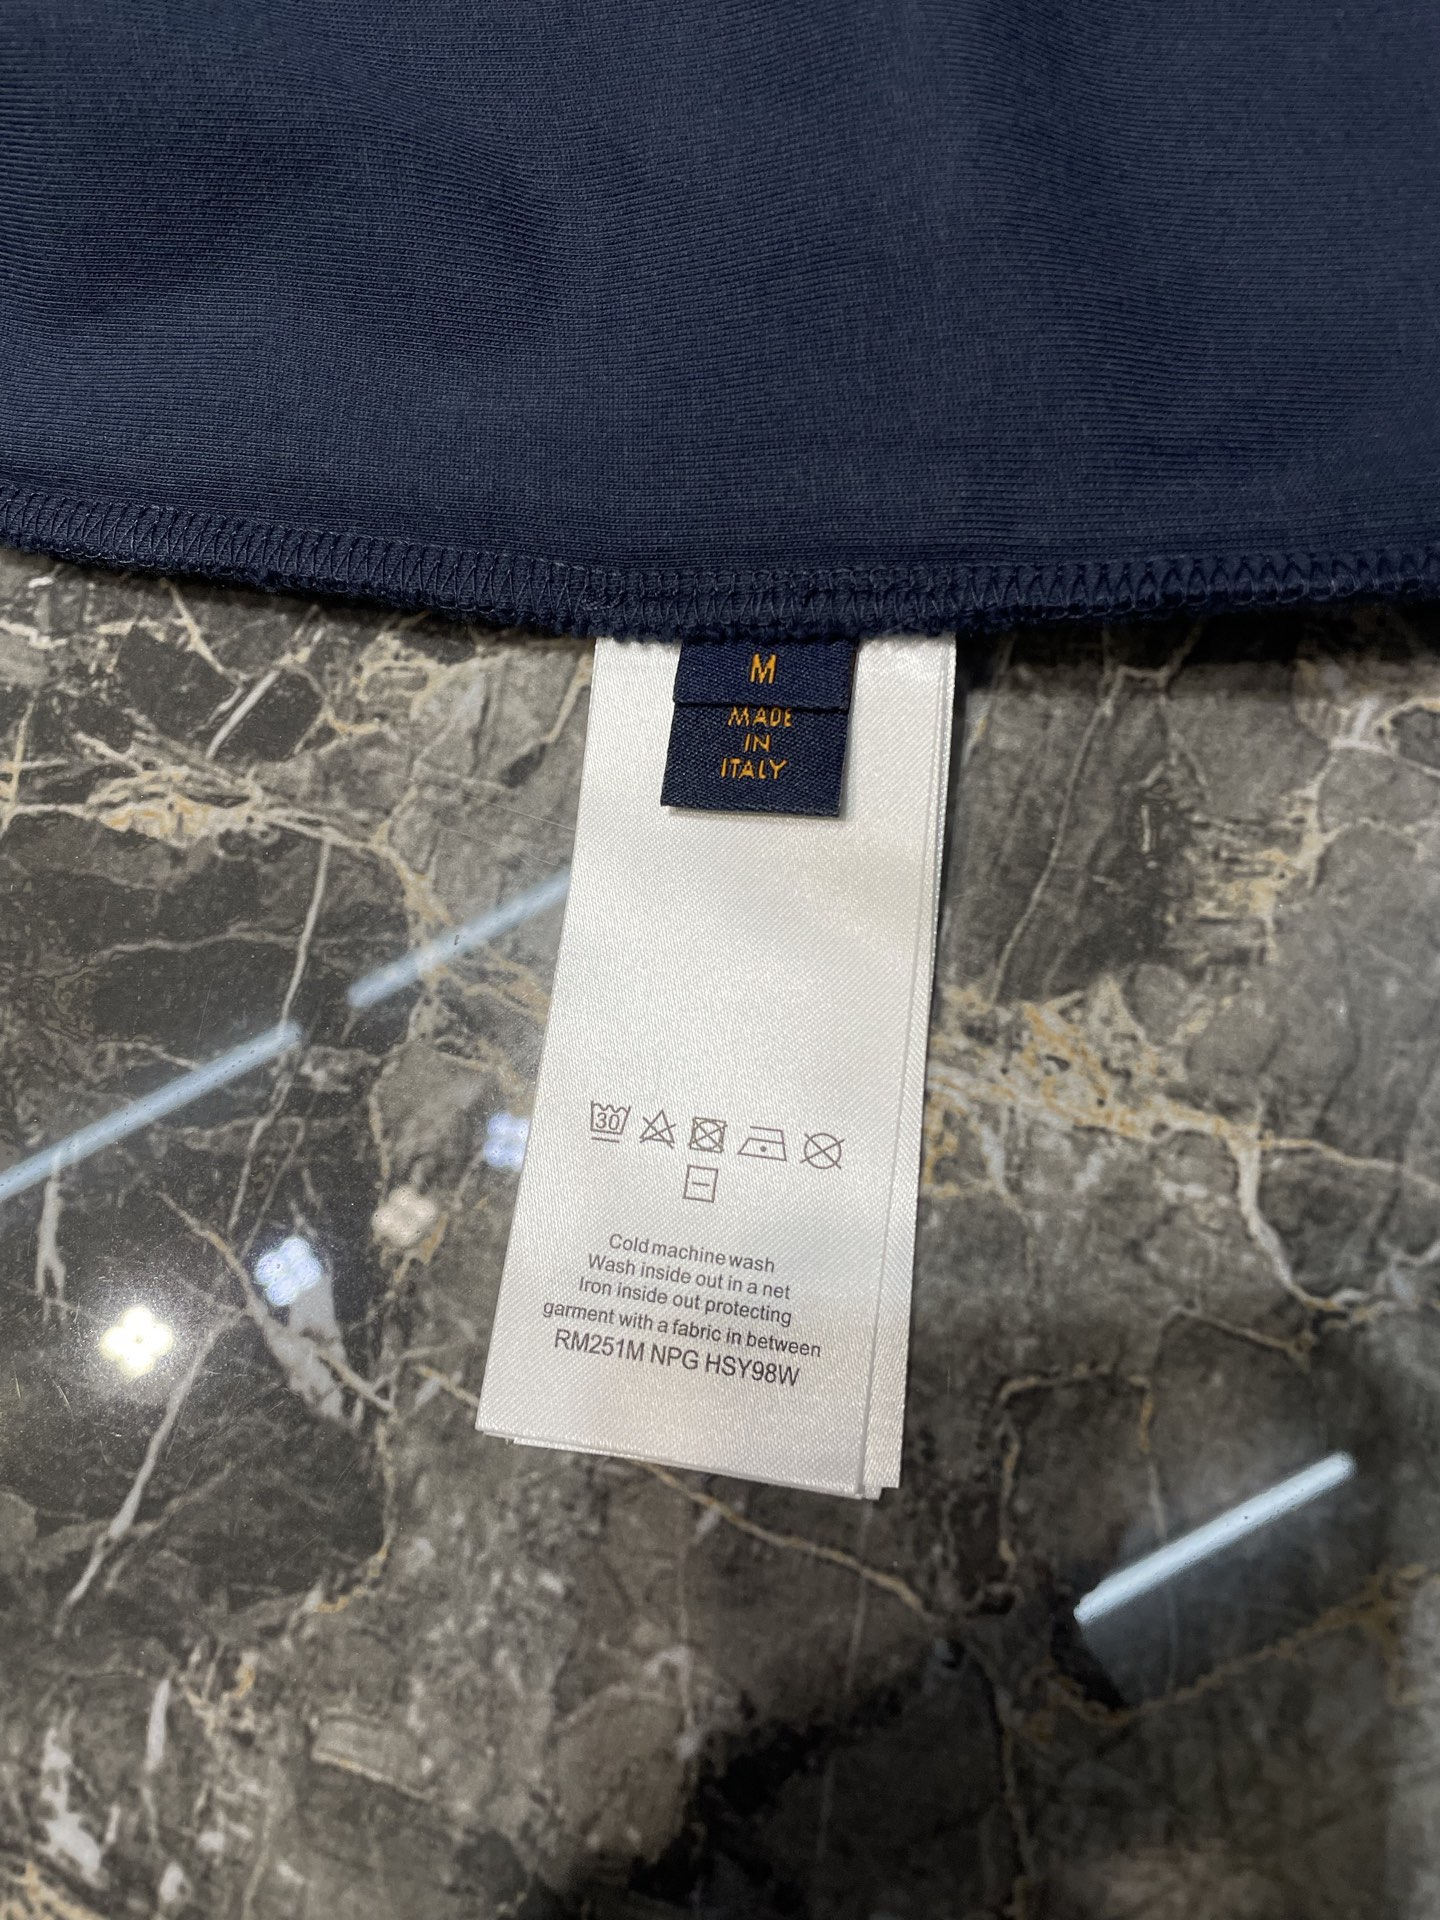 M
MADE
IN
ITALY
30
Cold machine wash
Wash inside out in a net
Iron inside out protecting
garment with a fabric in between
RM251M NPG HSY98W